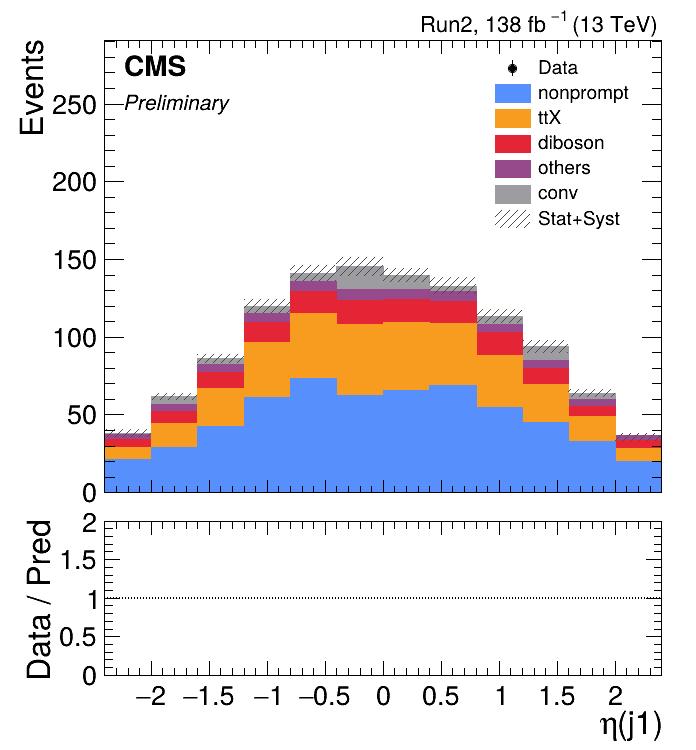 Run2, 138 fb⁻¹ (13 TeV)
CMS
Preliminary
Events
250
200
150
100
50
0
Data
nonprompt
ttX
diboson
others
conv
Stat+Syst
Data / Pred
2
1.5
1
0.5
0
−2 −1.5 −1 −0.5 0 0.5 1 1.5 2
η(j1)